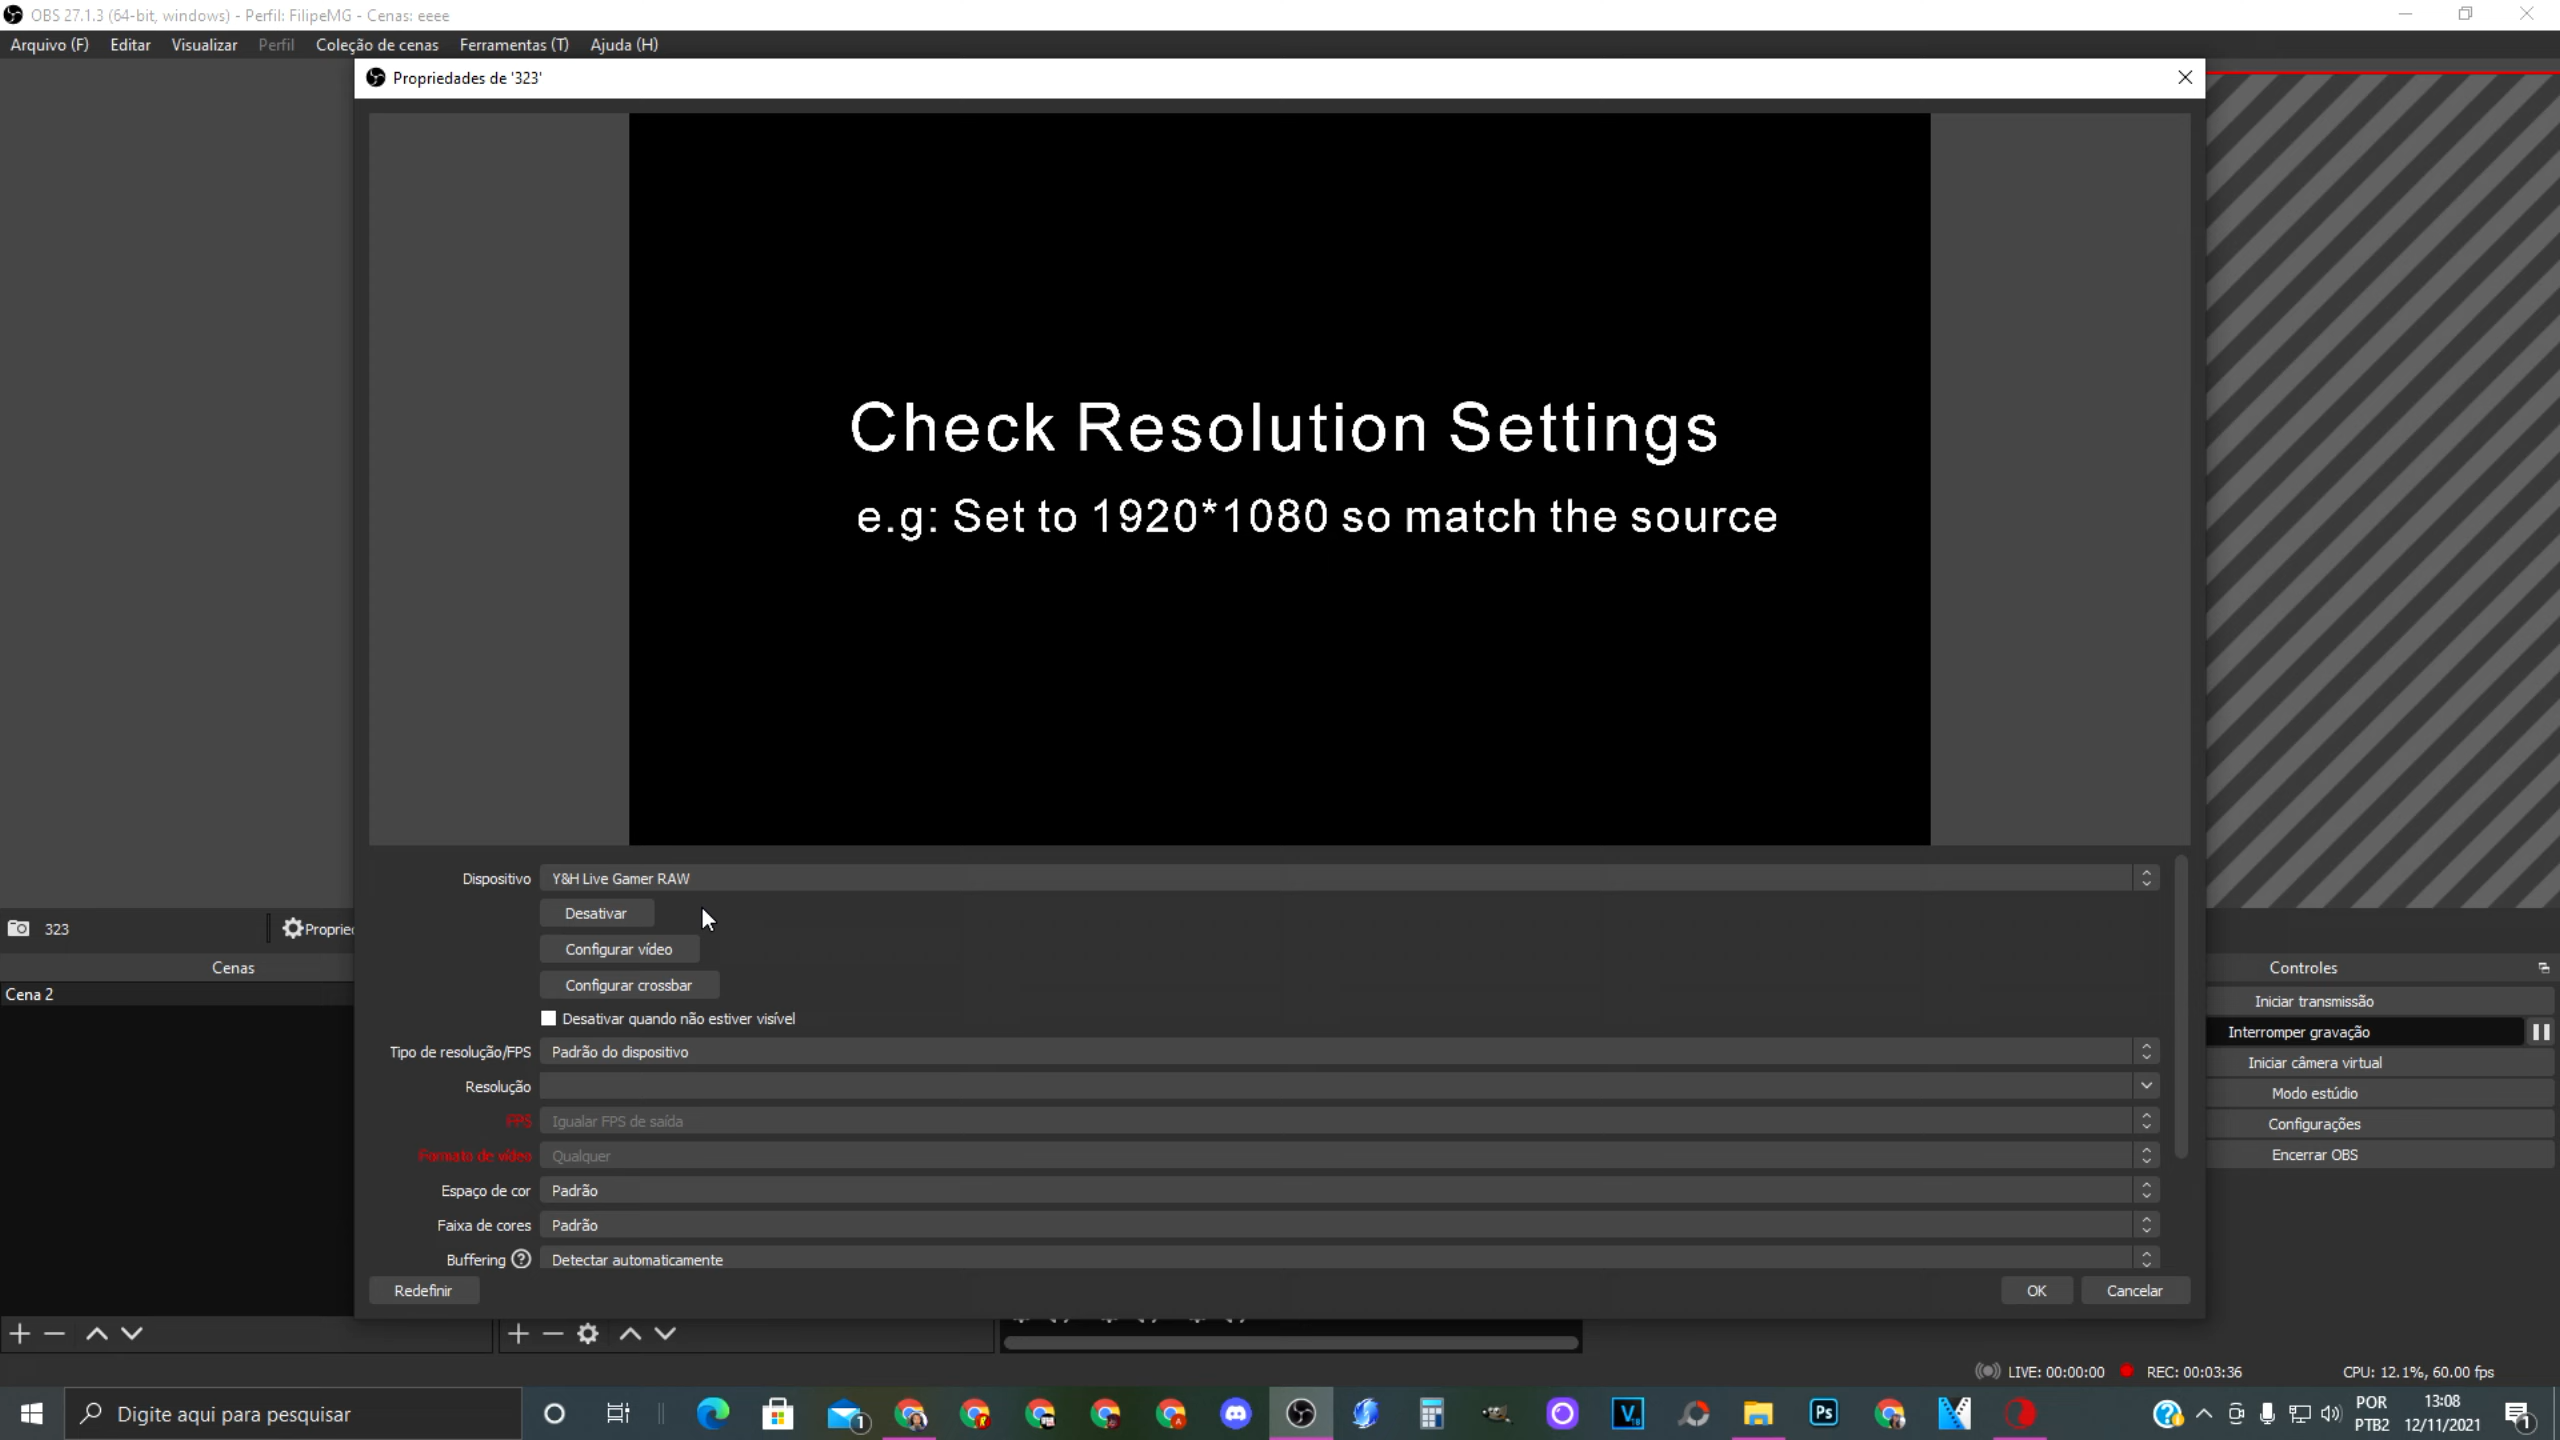 OBS 27.1.3 (64-bit, windows) - Perfil: FilipeMG - Cenas: eeee
Arquivo (F) Editar Visualizar Perfil Coleção de cenas Ferramentas (T) Ajuda (H)
Propriedades de '323'
Check Resolution Settings
e.g: Set to 1920*1080 so match the source
Dispositivo Y&H Live Gamer RAW
Desativar
Configurar vídeo
Configurar crossbar
Desativar quando não estiver visível
Tipo de resolução/FPS Padrão do dispositivo
Resolução
FPS Igualar FPS de saída
Formato de vídeo Qualquer
Espaço de cor Padrão
Faixa de cores Padrão
Buffering ? Detectar automaticamente
Redefinir OK Cancelar
323 Proprie
Cenas
Cena 2
Controles
Iniciar transmissão
Interromper gravação
Iniciar câmera virtual
Modo estúdio
Configurações
Encerrar OBS
LIVE: 00:00:00 REC: 00:03:36 CPU: 12.1%, 60.00 fps
Digite aqui para pesquisar
1
Ps
POR
PTB2
13:08
12/11/2021
1